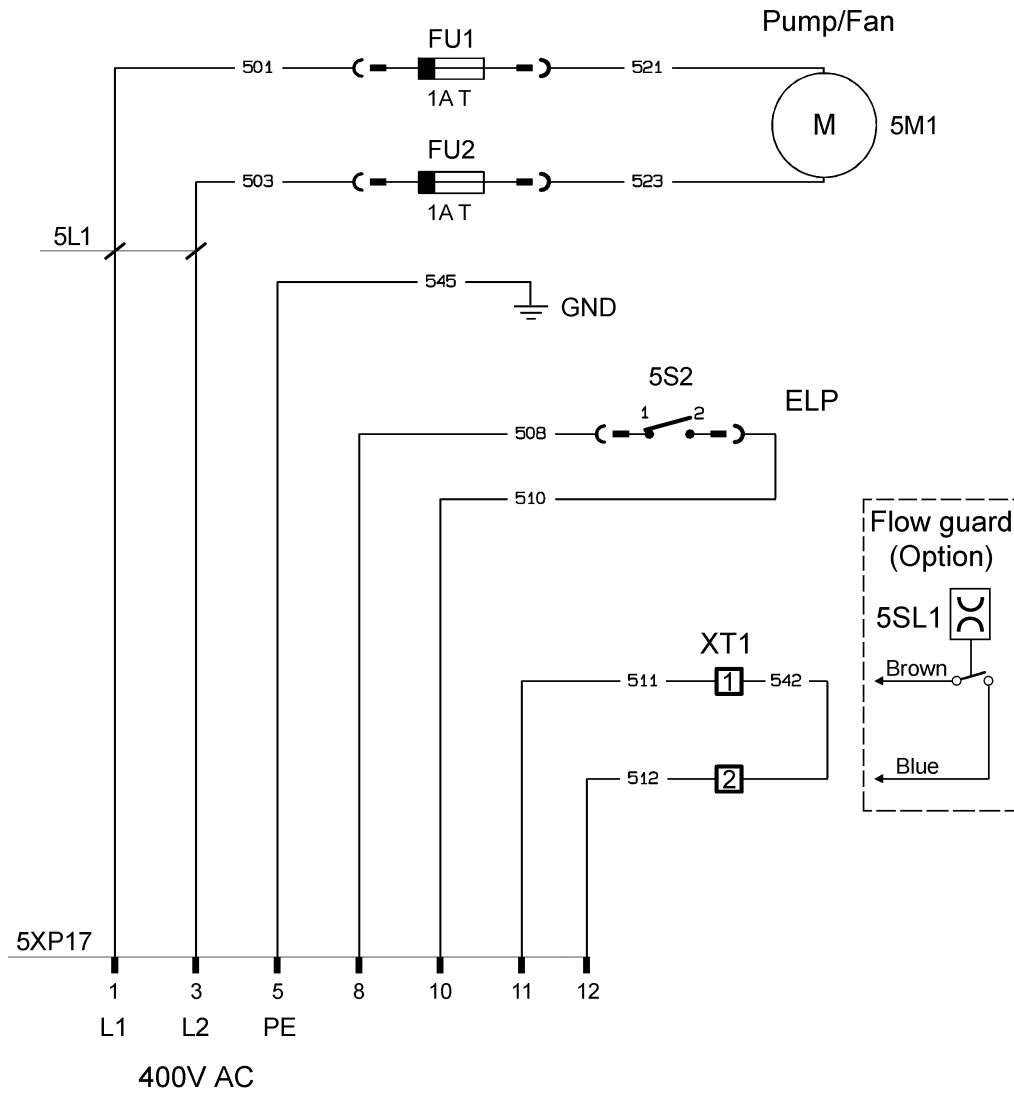 Pump/Fan
FU1
501
521
1A T
M
5M1
FU2
503
523
1A T
5L1
545
GND
5S2
ELP
1 2
508
510
Flow guard
(Option)
5SL1
XT1
Brown
511
1
542
Blue
512
2
5XP17
1 3 5 8 10 11 12
L1 L2 PE
400V AC